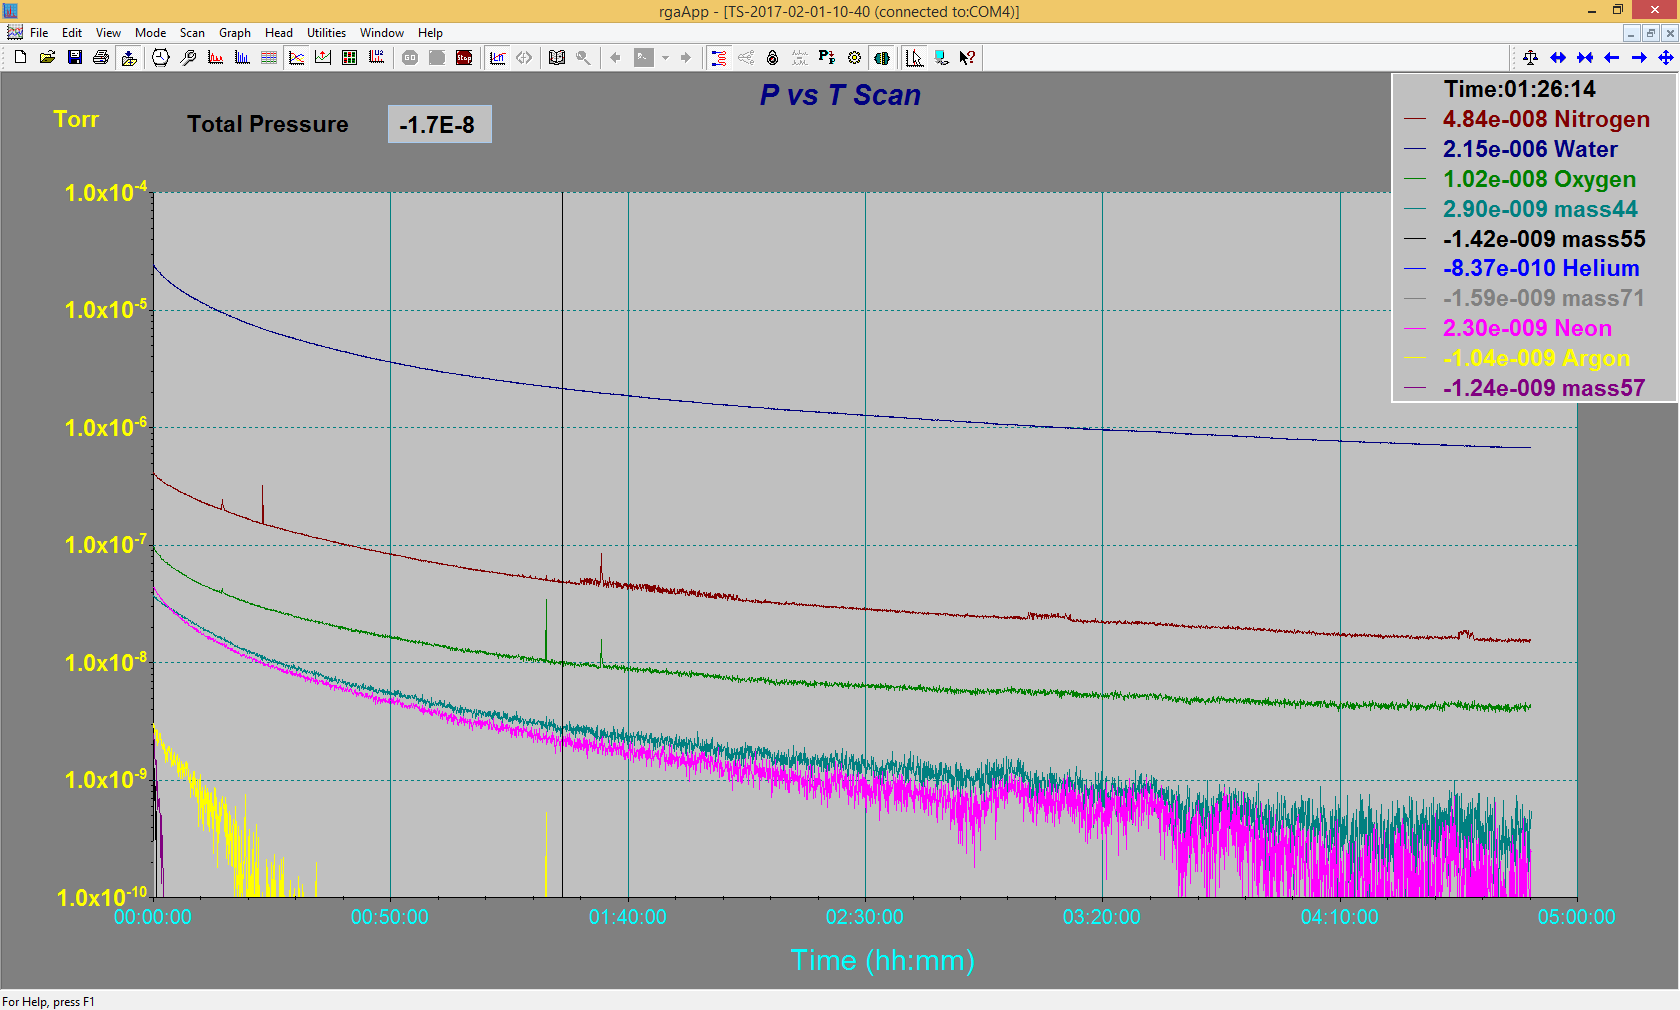 rgaApp - [TS-2017-02-01-10-40 (connected to:COM4)]
File Edit View Mode Scan Graph Head Utilities Window Help
GO Stop
P vs T Scan
Torr
Total Pressure -1.7E-8
Time:01:26:14
4.84e-008 Nitrogen
2.15e-006 Water
1.02e-008 Oxygen
2.90e-009 mass44
-1.42e-009 mass55
-8.37e-010 Helium
-1.59e-009 mass71
2.30e-009 Neon
-1.04e-009 Argon
-1.24e-009 mass57
1.0x10-4
1.0x10-5
1.0x10-6
1.0x10-7
1.0x10-8
1.0x10-9
1.0x10-10
00:00:00 00:50:00 01:40:00 02:30:00 03:20:00 04:10:00 05:00:00
Time (hh:mm)
For Help, press F1